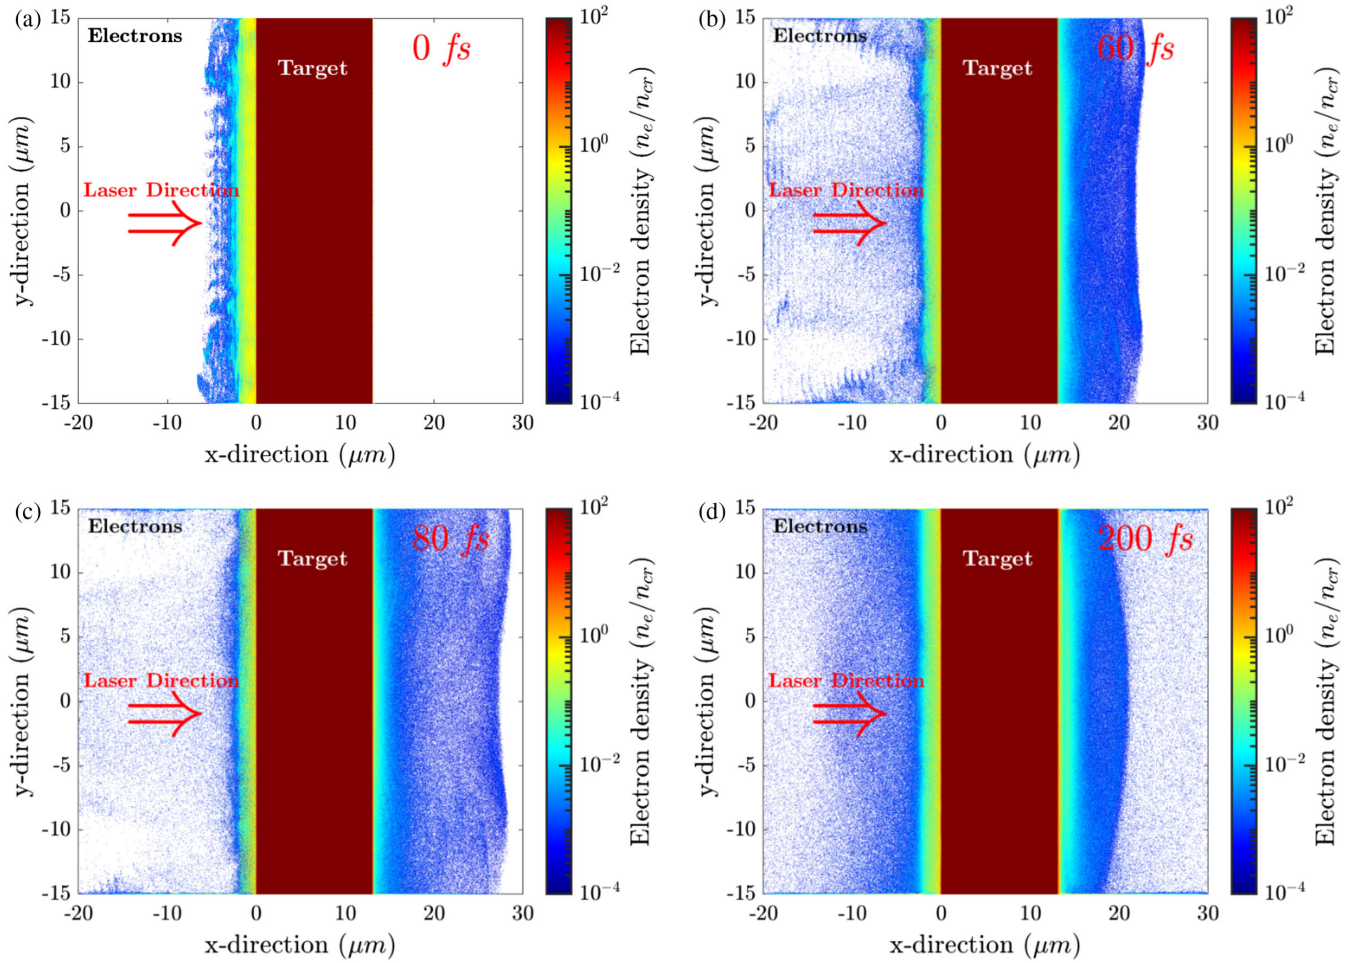 (a)
Electrons
Target
0 fs
Laser Direction
15
10
5
0
-5
-10
-15
y-direction (μm)
-20 -10 0 10 20 30
x-direction (μm)
10^2
10^0
10^-2
10^-4
Electron density (n_e/n_cr)
(b)
Electrons
Target
60 fs
Laser Direction
15
10
5
0
-5
-10
-15
y-direction (μm)
-20 -10 0 10 20 30
x-direction (μm)
10^2
10^0
10^-2
10^-4
Electron density (n_e/n_cr)
(c)
Electrons
Target
80 fs
Laser Direction
15
10
5
0
-5
-10
-15
y-direction (μm)
-20 -10 0 10 20 30
x-direction (μm)
10^2
10^0
10^-2
10^-4
Electron density (n_e/n_cr)
(d)
Electrons
Target
200 fs
Laser Direction
15
10
5
0
-5
-10
-15
y-direction (μm)
-20 -10 0 10 20 30
x-direction (μm)
10^2
10^0
10^-2
10^-4
Electron density (n_e/n_cr)